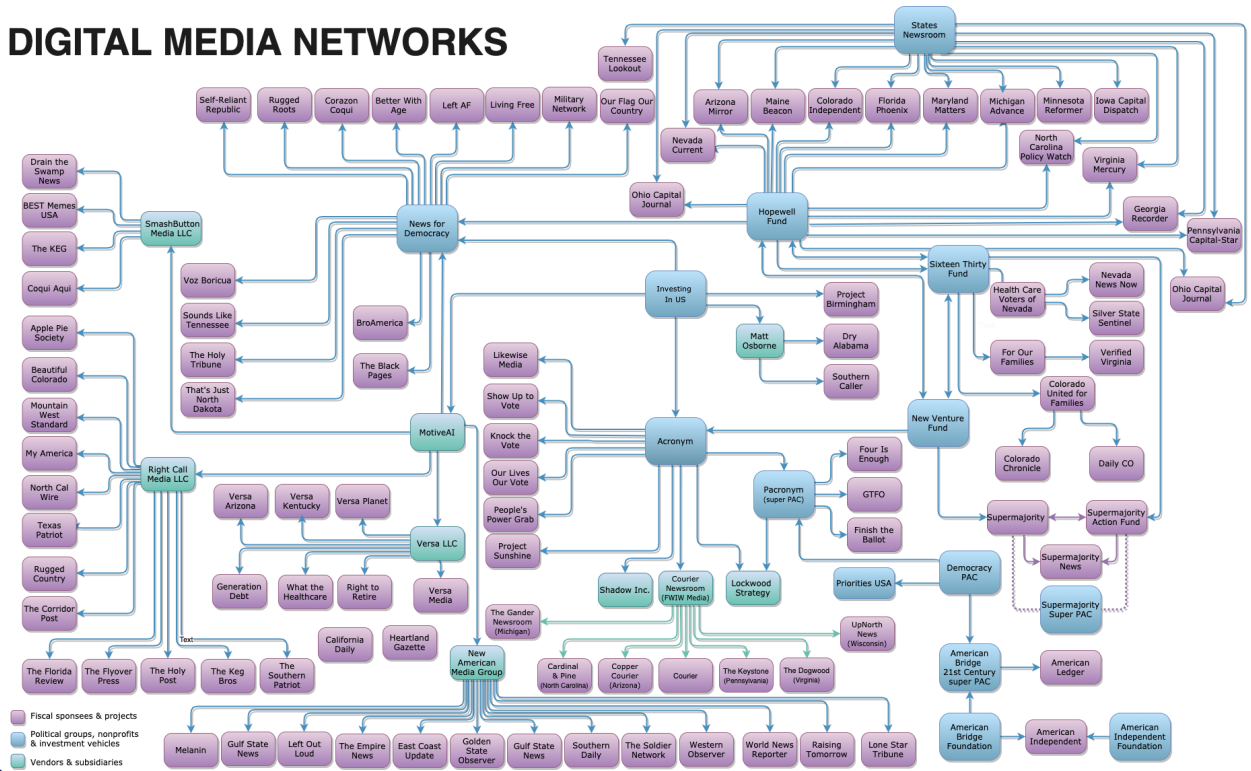 DIGITAL MEDIA NETWORKS
States
Newsroom
Tennessee
Lookout
Self-Reliant
Republic
Rugged
Roots
Corazon
Coqui
Better With
Age
Left AF
Living Free
Military
Network
Our Flag Our
Country
Arizona
Mirror
Maine
Beacon
Colorado
Independent
Florida
Phoenix
Maryland
Matters
Michigan
Advance
Minnesota
Reformer
Iowa Capital
Dispatch
Nevada
Current
North
Carolina
Policy Watch
Virginia
Mercury
Drain the
Swamp
News
BEST Memes
USA
The KEG
Coqui Aqui
SmashButton
Media LLC
News for
Democracy
Ohio Capital
Journal
Hopewell
Fund
Georgia
Recorder
Pennsylvania
Capital-Star
Voz Boricua
Sounds Like
Tennessee
The Holy
Tribune
That's Just
North
Dakota
BroAmerica
The Black
Pages
Investing
In US
Project
Birmingham
Matt
Osborne
Dry
Alabama
Southern
Caller
Sixteen Thirty
Fund
Health Care
Voters of
Nevada
Nevada
News Now
Silver State
Sentinel
Ohio Capital
Journal
For Our
Families
Verified
Virginia
Colorado
United for
Families
Colorado
Chronicle
Daily CO
Apple Pie
Society
Beautiful
Colorado
Mountain
West
Standard
My America
North Cal
Wire
Texas
Patriot
Rugged
Country
The Corridor
Post
Right Call
Media LLC
MotiveAI
Likewise
Media
Show Up to
Vote
Knock the
Vote
Our Lives
Our Vote
People's
Power Grab
Project
Sunshine
Acronym
New Venture
Fund
Pacronym
(super PAC)
Four Is
Enough
GTFO
Finish the
Ballot
Versa
Arizona
Versa
Kentucky
Versa Planet
Versa LLC
Generation
Debt
What the
Healthcare
Right to
Retire
Versa
Media
Supermajority
Supermajority
Action Fund
Supermajority
News
Supermajority
Super PAC
Shadow Inc.
Courier
Newsroom
(FWIW Media)
Lockwood
Strategy
Priorities USA
Democracy
PAC
The Gander
Newsroom
(Michigan)
UpNorth
News
(Wisconsin)
Text
California
Daily
Heartland
Gazette
New
American
Media Group
The Florida
Review
The Flyover
Press
The Holy
Post
The Keg
Bros
The
Southern
Patriot
Cardinal
& Pine
(North Carolina)
Copper
Courier
(Arizona)
Courier
The Keystone
(Pennsylvania)
The Dogwood
(Virginia)
American
Bridge
21st Century
super PAC
American
Ledger
American
Bridge
Foundation
American
Independent
American
Independent
Foundation
Fiscal sponsees & projects
Political groups, nonprofits
& investment vehicles
Vendors & subsidiaries
Melanin
Gulf State
News
Left Out
Loud
The Empire
News
East Coast
Update
Golden
State
Observer
Gulf State
News
Southern
Daily
The Soldier
Network
Western
Observer
World News
Reporter
Raising
Tomorrow
Lone Star
Tribune